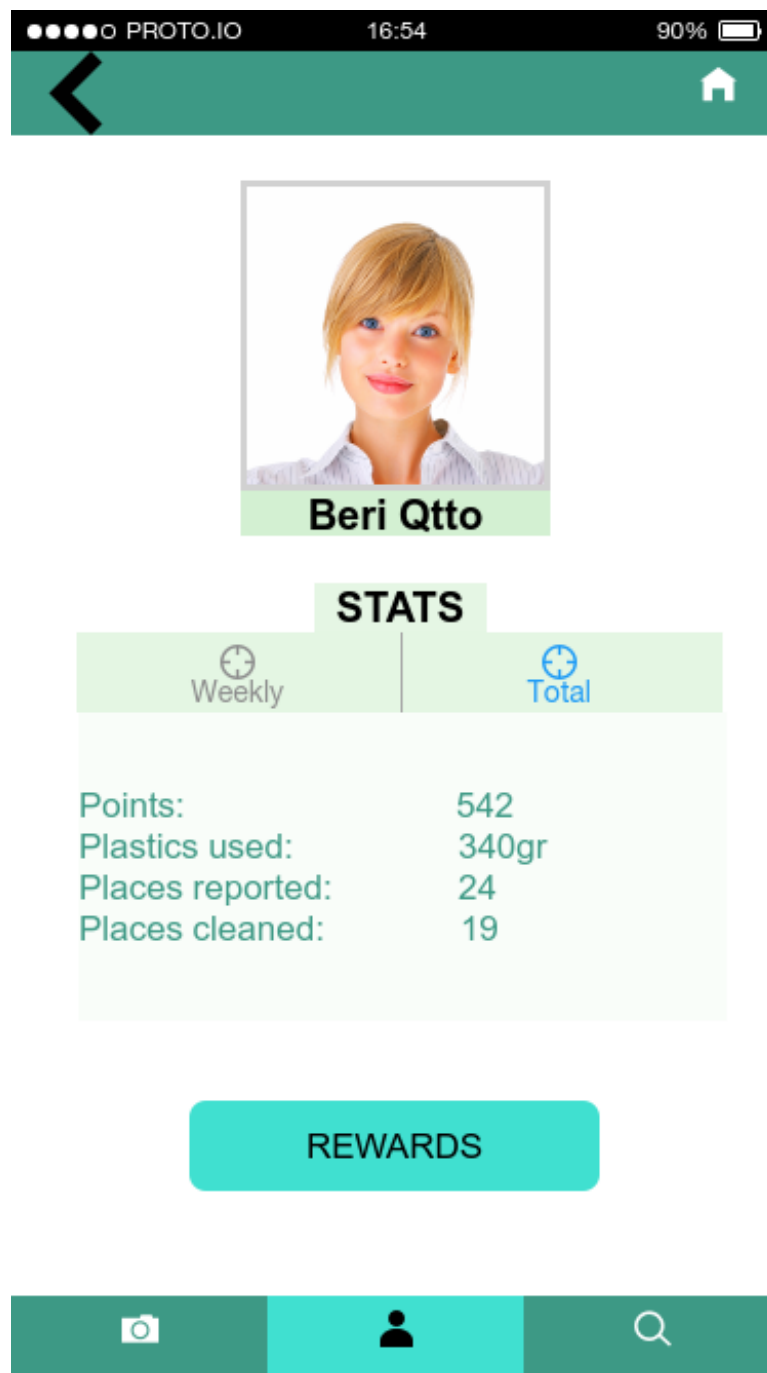 PROTO.IO 16:54 90%
Beri Qtto
STATS
Weekly Total
Points: 542
Plastics used: 340gr
Places reported: 24
Places cleaned: 19
REWARDS